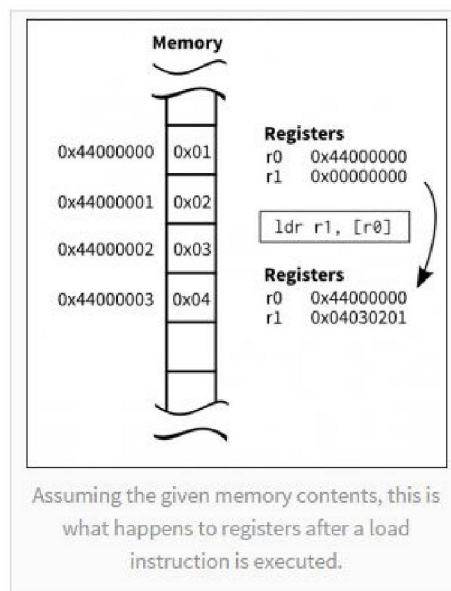 Memory
0x44000000 0x01
0x44000001 0x02
0x44000002 0x03
0x44000003 0x04
Registers
r0 0x44000000
r1 0x00000000
ldr r1, [r0]
Registers
r0 0x44000000
r1 0x04030201
Assuming the given memory contents, this is
what happens to registers after a load
instruction is executed.